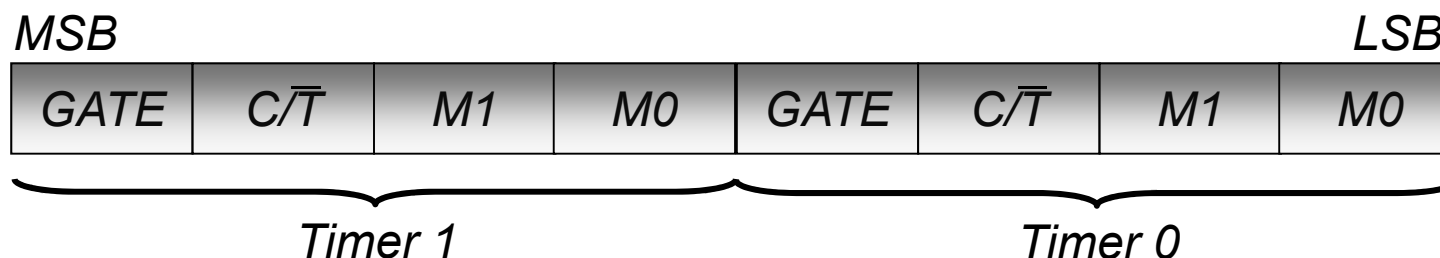 MSB LSB
GATE C/T̅ M1 M0 GATE C/T̅ M1 M0
Timer 1 Timer 0